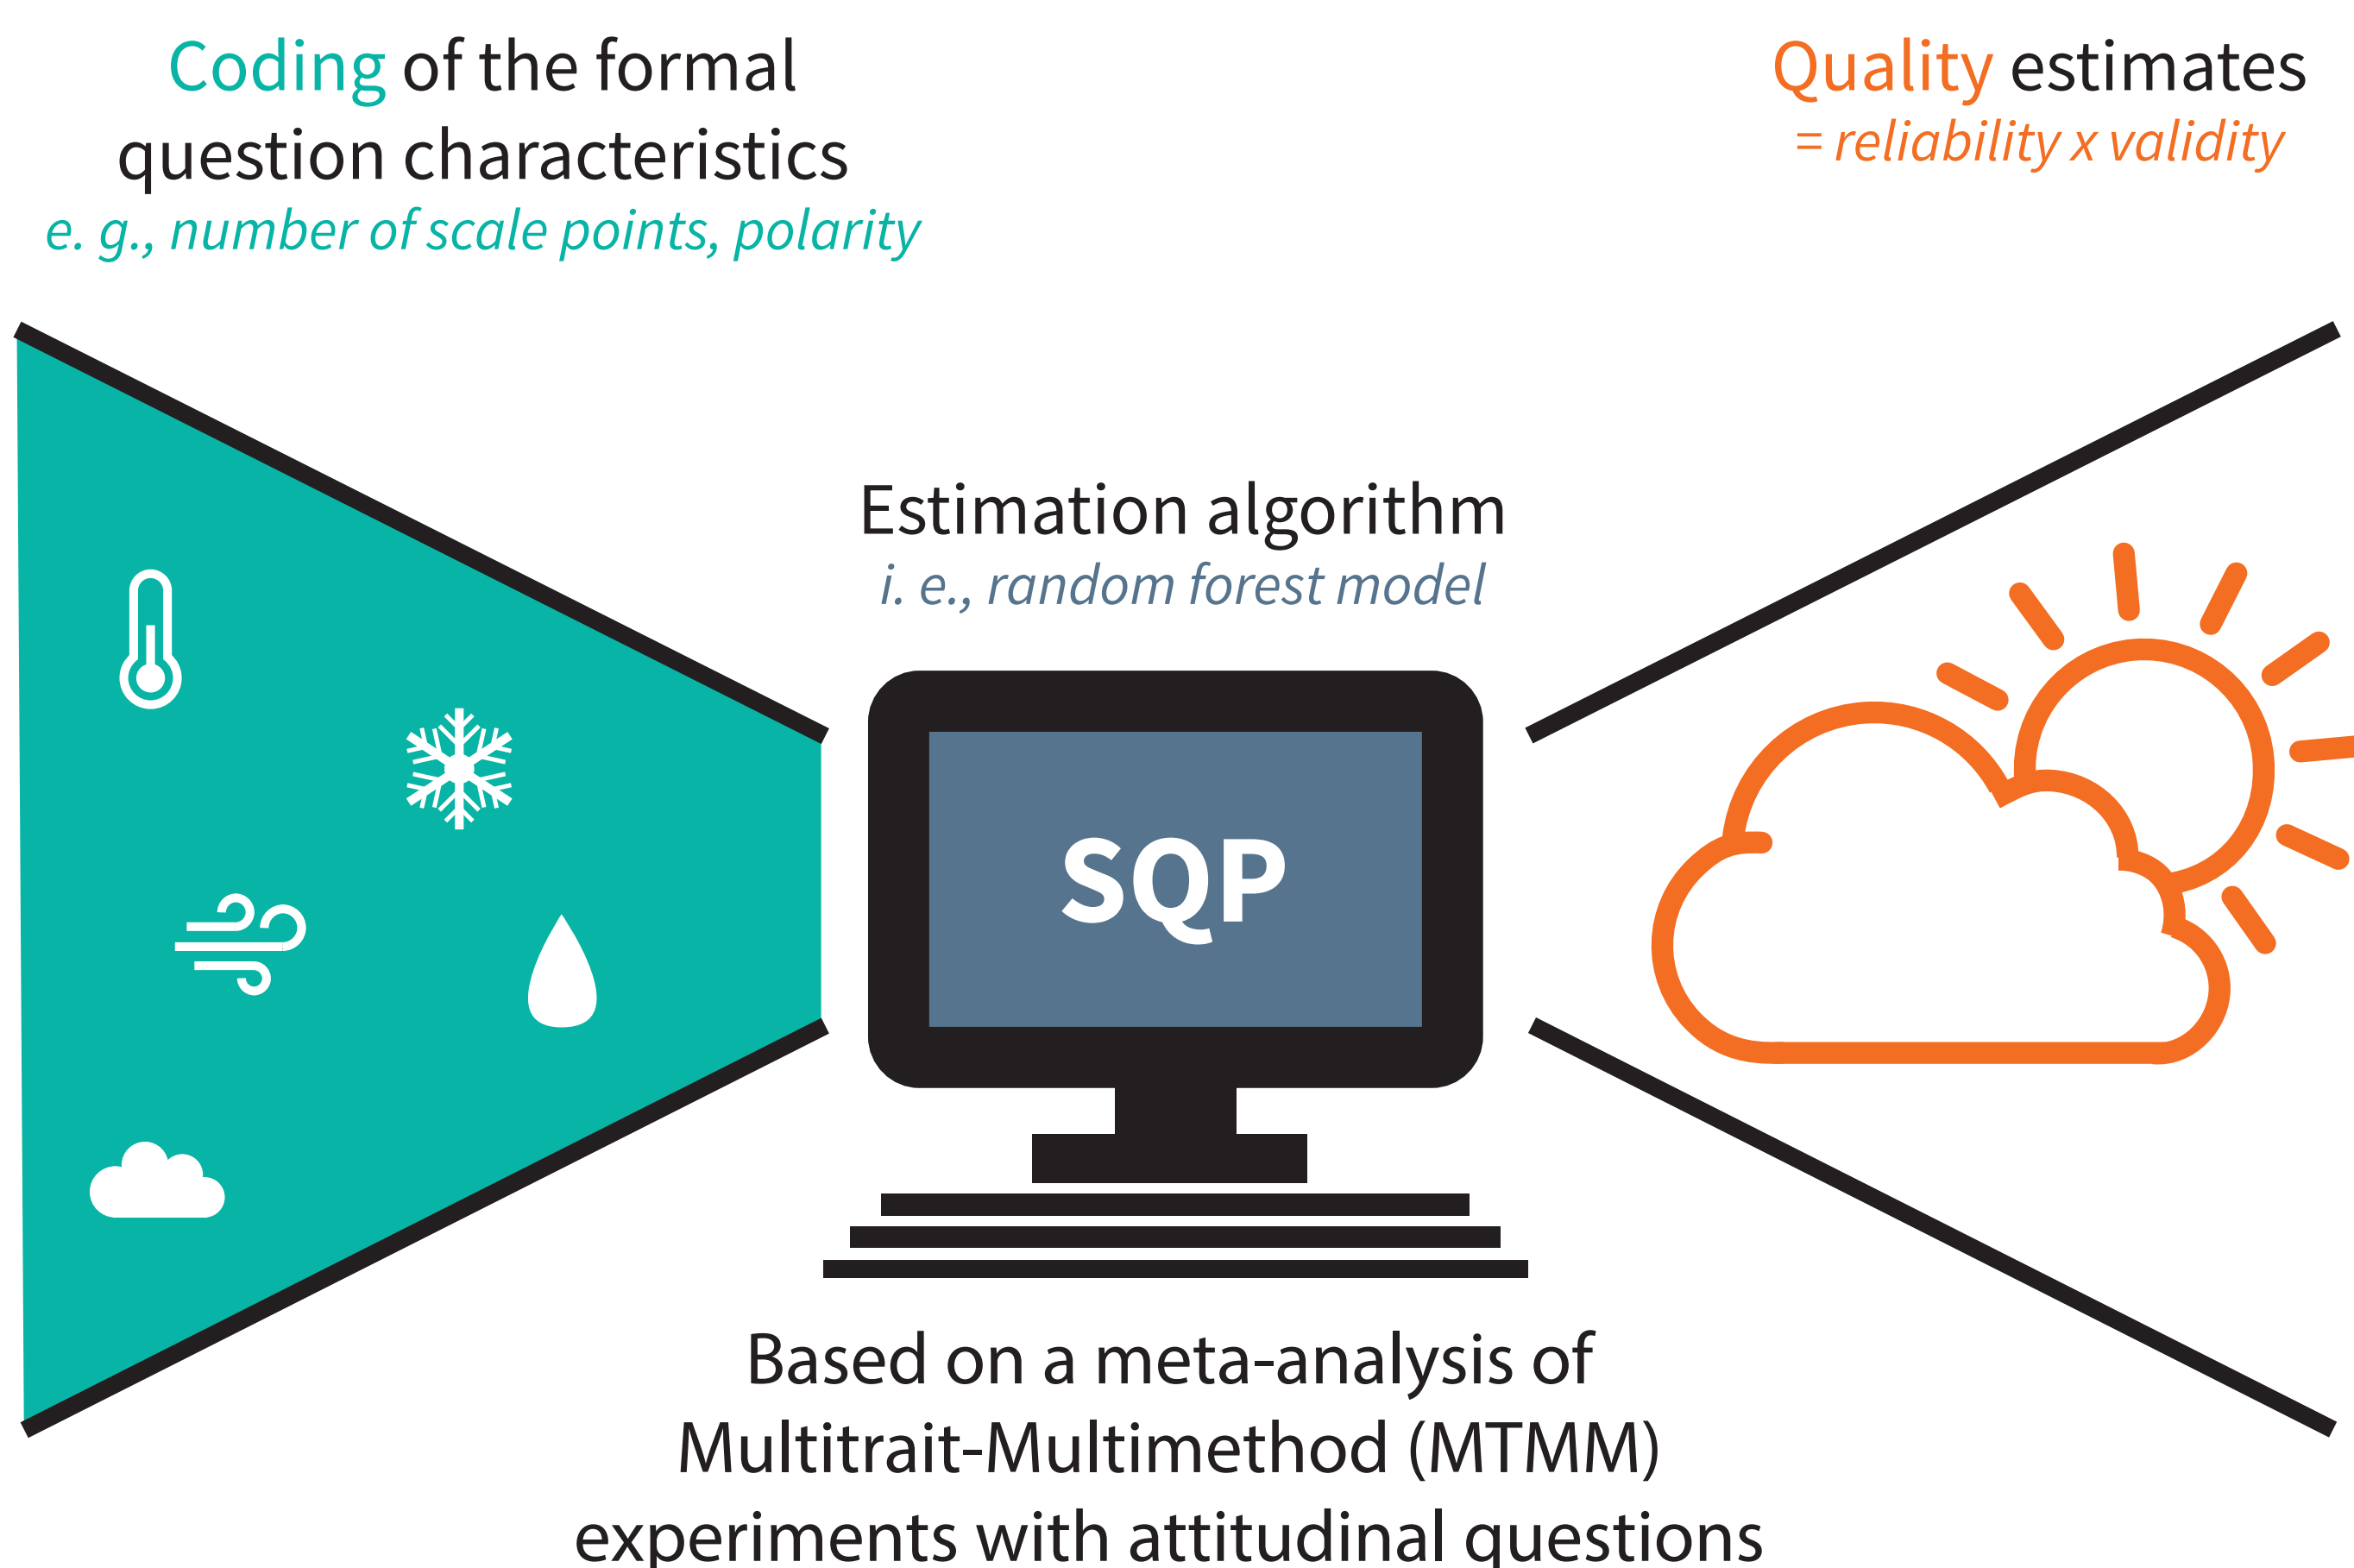 Coding of the formal
question characteristics
e. g., number of scale points, polarity
Quality estimates
= reliability x validity
Estimation algorithm
i. e., random forest model
SQP
Based on a meta-analysis of
Multitrait-Multimethod (MTMM)
experiments with attitudinal questions